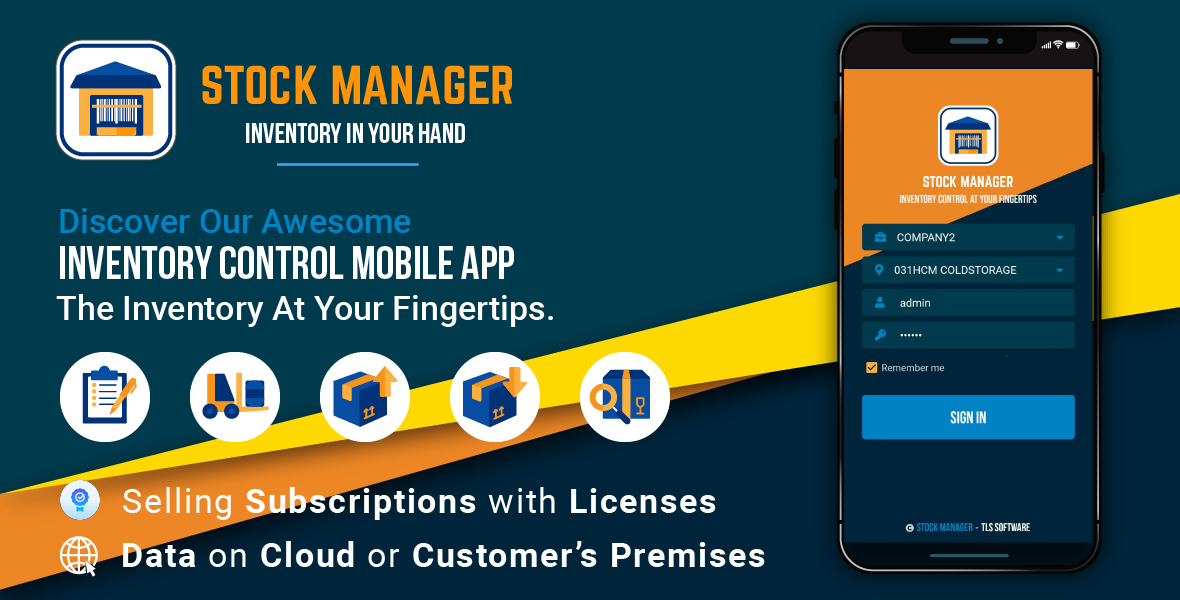 STOCK MANAGER
INVENTORY IN YOUR HAND
Discover Our Awesome
INVENTORY CONTROL MOBILE APP
The Inventory At Your Fingertips.
Selling Subscriptions with Licenses
Data on Cloud or Customer's Premises
STOCK MANAGER
INVENTORY CONTROL AT YOUR FINGERTIPS
COMPANY2
031HCM COLDSTORAGE
admin
••••••
Remember me
SIGN IN
© STOCK MANAGER - TLS SOFTWARE